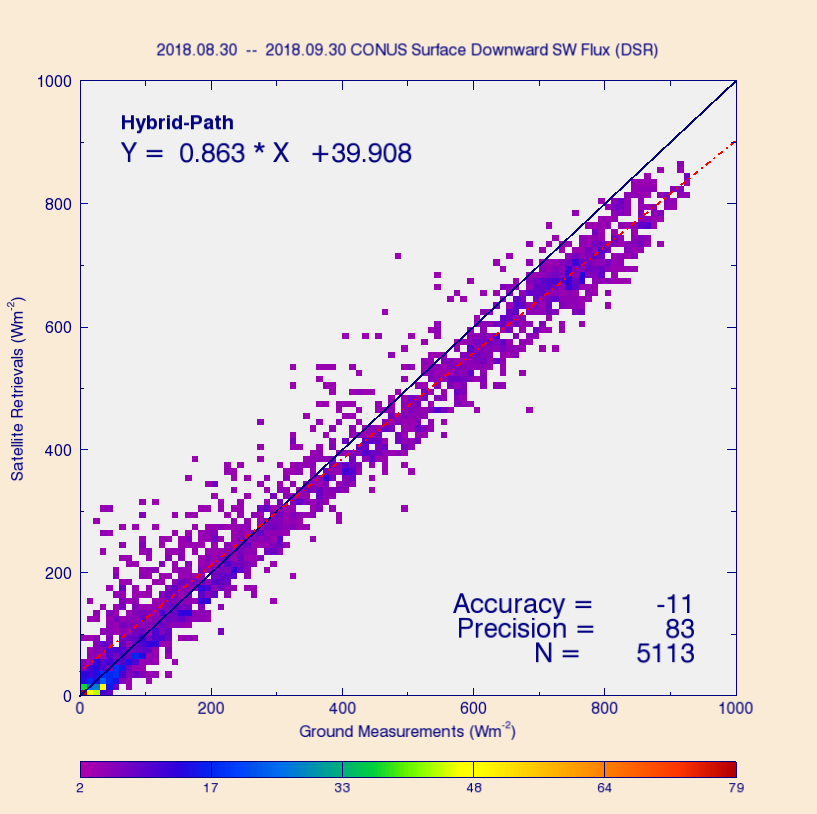 2018.08.30 -- 2018.09.30 CONUS Surface Downward SW Flux (DSR)
1000
800
600
400
200
0
Satellite Retrievals (Wm-2)
Hybrid-Path
Y = 0.863 * X +39.908
Accuracy = -11
Precision = 83
N = 5113
0 200 400 600 800 1000
Ground Measurements (Wm-2)
2 17 33 48 64 79